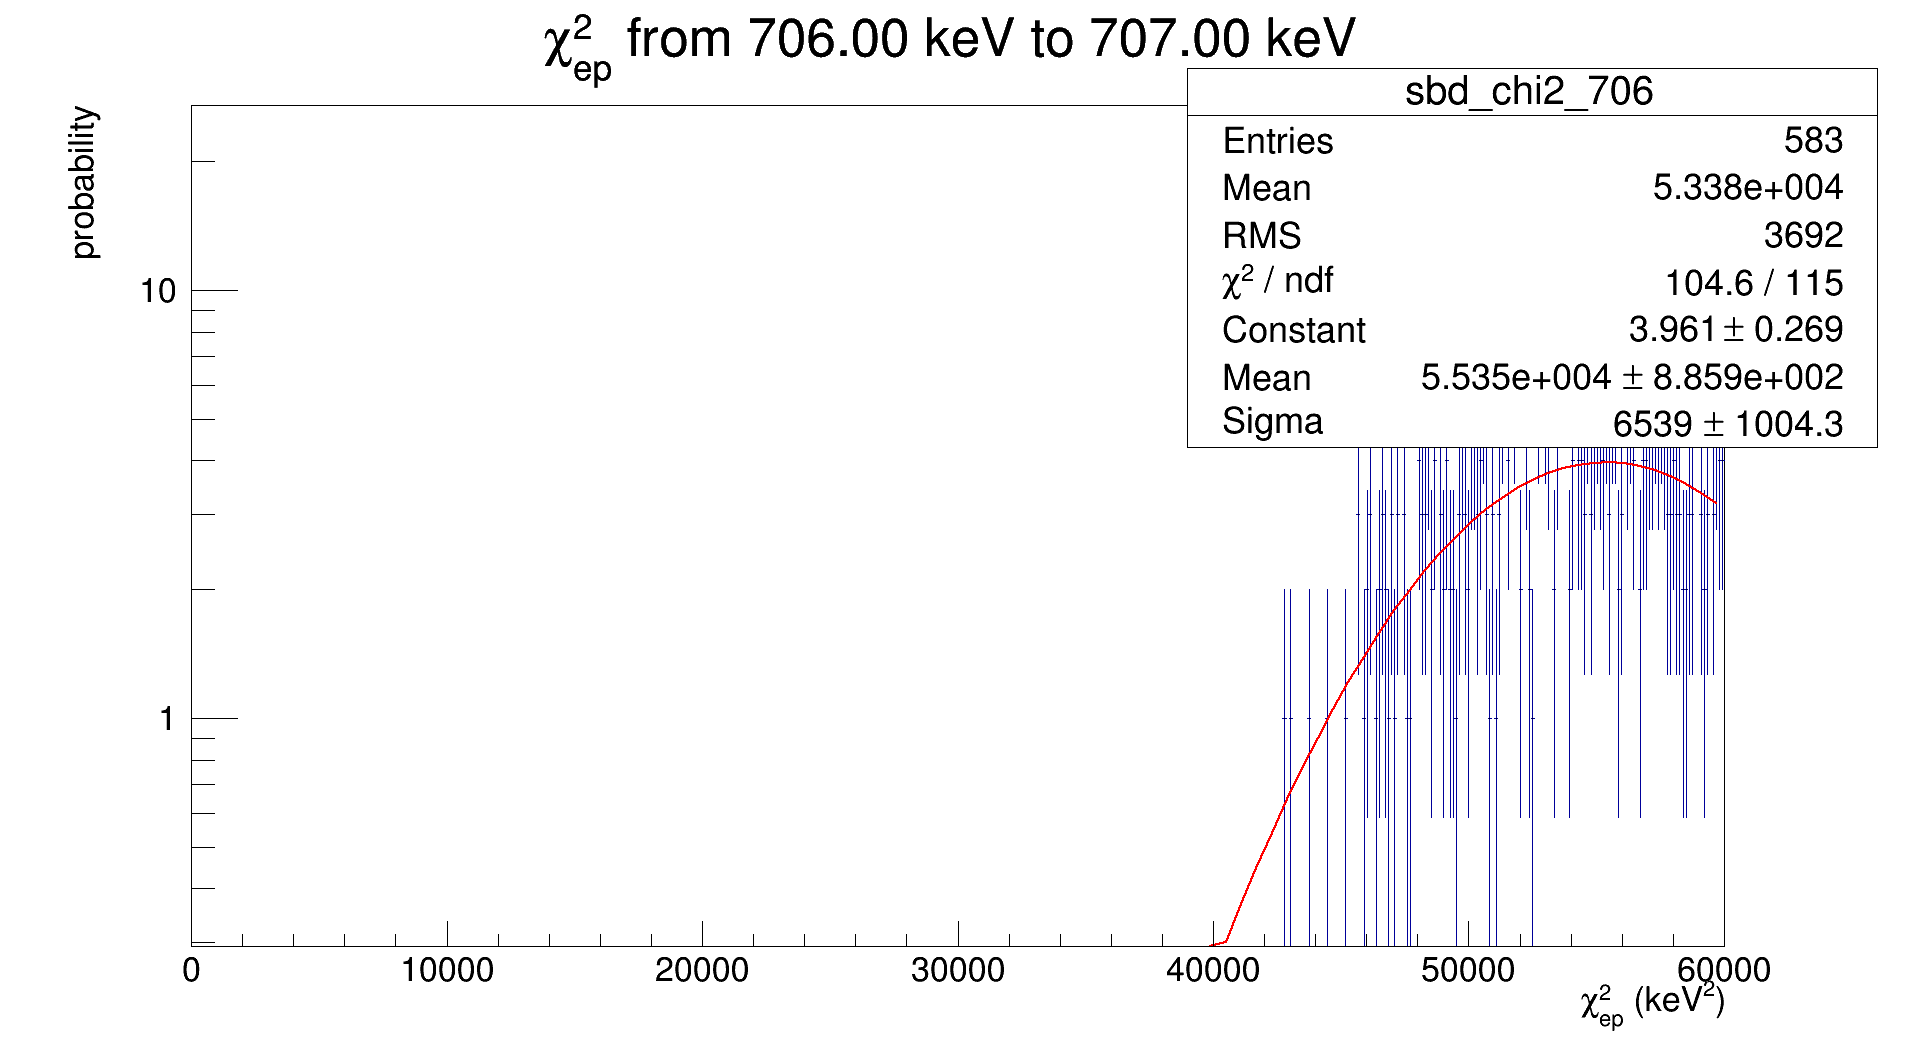 χ²ep from 706.00 keV to 707.00 keV
sbd_chi2_706
Entries 583
Mean 5.338e+004
RMS 3692
χ² / ndf 104.6 / 115
Constant 3.961 ± 0.269
Mean 5.535e+004 ± 8.859e+002
Sigma 6539 ± 1004.3
probability
10
1
0 10000 20000 30000 40000 50000 60000
χ²ep (keV²)